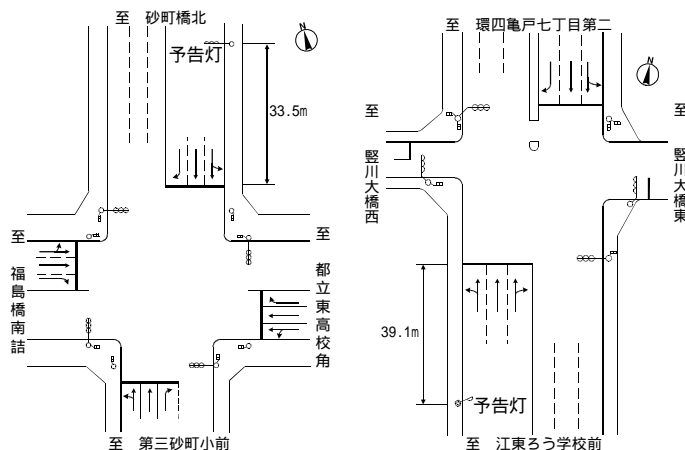 至 砂町橋北
N
予告灯
33.5m
至
福島橋南詰
至
都立東高校角
至 第三砂町小前
至 環四亀戸七丁目第二
N
至
竪川大橋西
至
竪川大橋東
39.1m
予告灯
至 江東ろう学校前